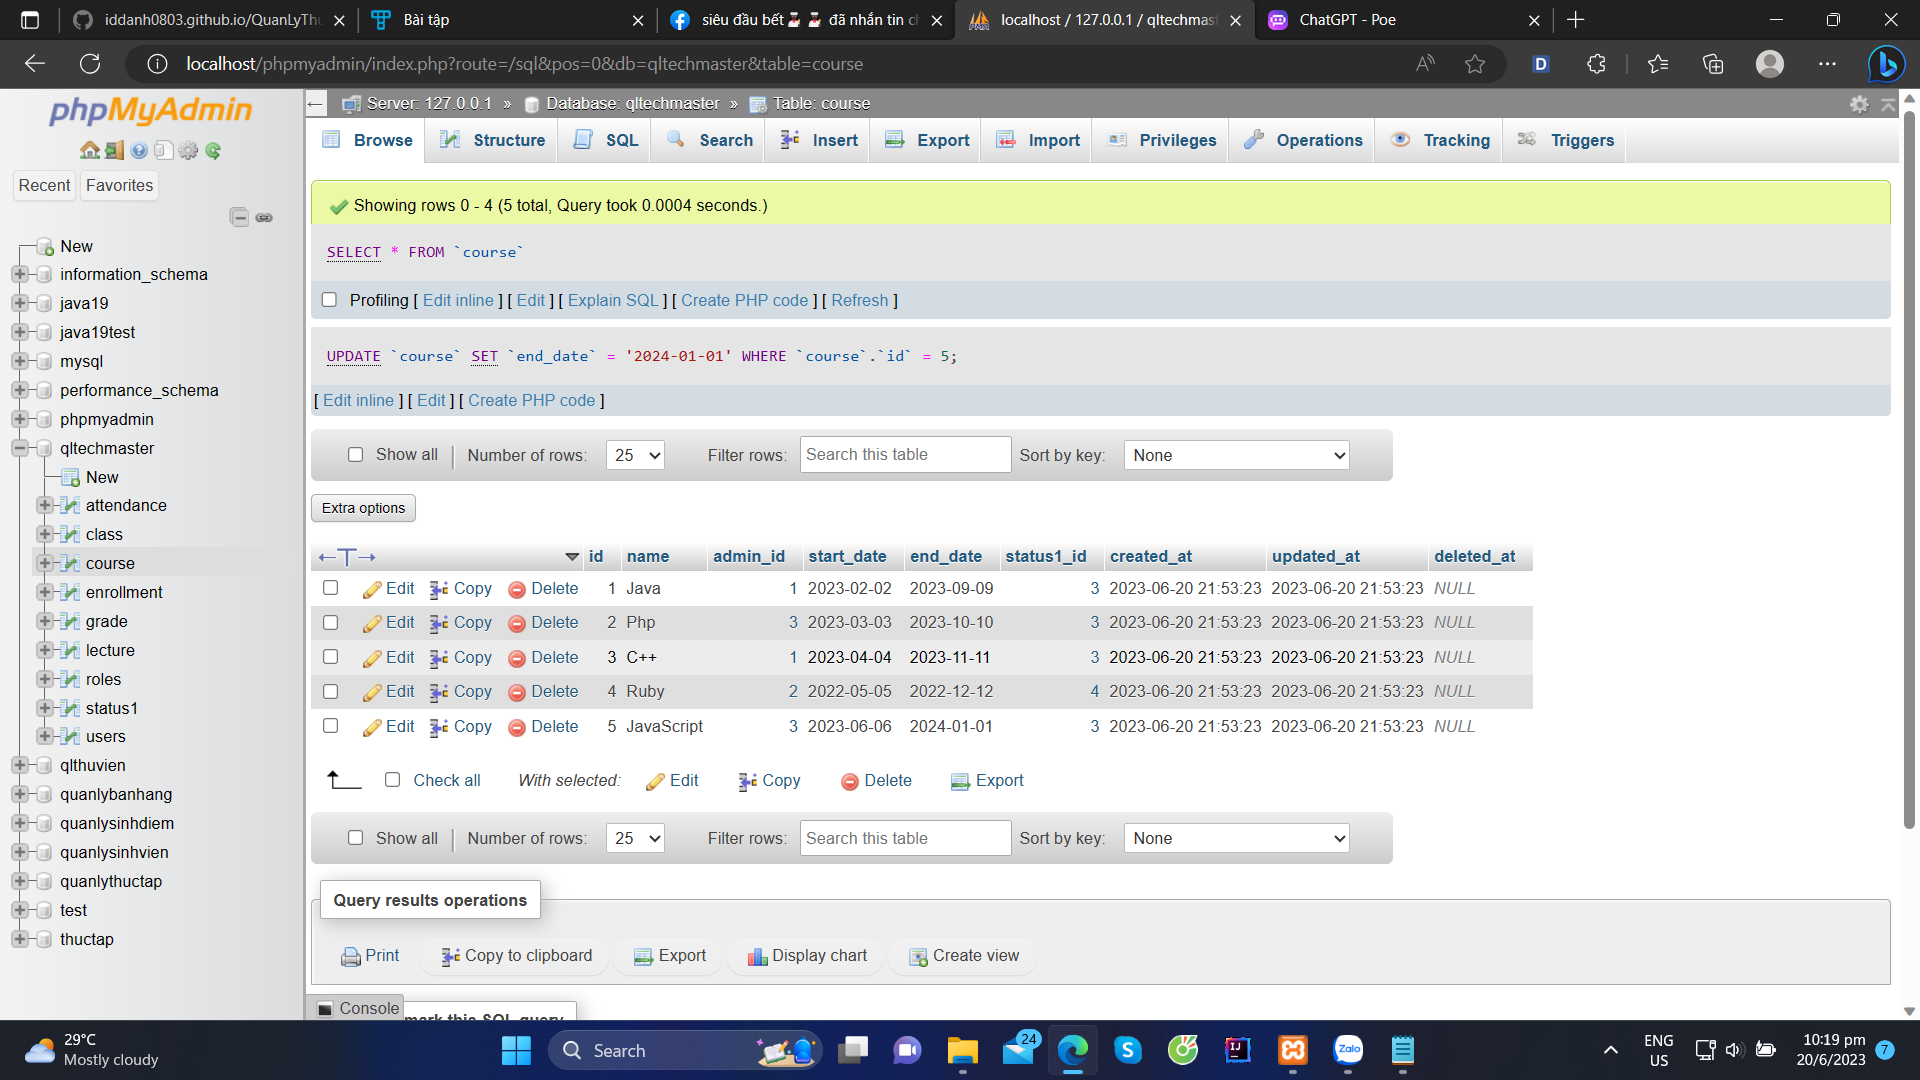 iddanh0803.github.io/QuanLyThu
Bài tập
siêu đầu bết đã nhắn tin ch
localhost / 127.0.0.1 / qltechmast
ChatGPT - Poe
localhost/phpmyadmin/index.php?route=/sql&pos=0&db=qltechmaster&table=course
phpMyAdmin
Recent Favorites
New
information_schema
java19
java19test
mysql
performance_schema
phpmyadmin
qltechmaster
New
attendance
class
course
enrollment
grade
lecture
roles
status1
users
qlthuvien
quanlybanhang
quanlysinhdiem
quanlysinhvien
quanlythuctap
test
thuctap
Server: 127.0.0.1 » Database: qltechmaster » Table: course
Browse Structure SQL Search Insert Export Import Privileges Operations Tracking Triggers
Showing rows 0 - 4 (5 total, Query took 0.0004 seconds.)
SELECT * FROM `course`
Profiling [ Edit inline ] [ Edit ] [ Explain SQL ] [ Create PHP code ] [ Refresh ]
UPDATE `course` SET `end_date` = '2024-01-01' WHERE `course`.`id` = 5;
[ Edit inline ] [ Edit ] [ Create PHP code ]
Show all | Number of rows: 25 Filter rows: Search this table Sort by key: None
Extra options
id name admin_id start_date end_date status1_id created_at updated_at deleted_at
Edit Copy Delete 1 Java 1 2023-02-02 2023-09-09 3 2023-06-20 21:53:23 2023-06-20 21:53:23 NULL
Edit Copy Delete 2 Php 3 2023-03-03 2023-10-10 3 2023-06-20 21:53:23 2023-06-20 21:53:23 NULL
Edit Copy Delete 3 C++ 1 2023-04-04 2023-11-11 3 2023-06-20 21:53:23 2023-06-20 21:53:23 NULL
Edit Copy Delete 4 Ruby 2 2022-05-05 2022-12-12 4 2023-06-20 21:53:23 2023-06-20 21:53:23 NULL
Edit Copy Delete 5 JavaScript 3 2023-06-06 2024-01-01 3 2023-06-20 21:53:23 2023-06-20 21:53:23 NULL
Check all With selected: Edit Copy Delete Export
Show all | Number of rows: 25 Filter rows: Search this table Sort by key: None
Query results operations
Print Copy to clipboard Export Display chart Create view
Console
mark this SQL query
29°C
Mostly cloudy
Search
24
Zalo
ENG
US
10:19 pm
20/6/2023
7